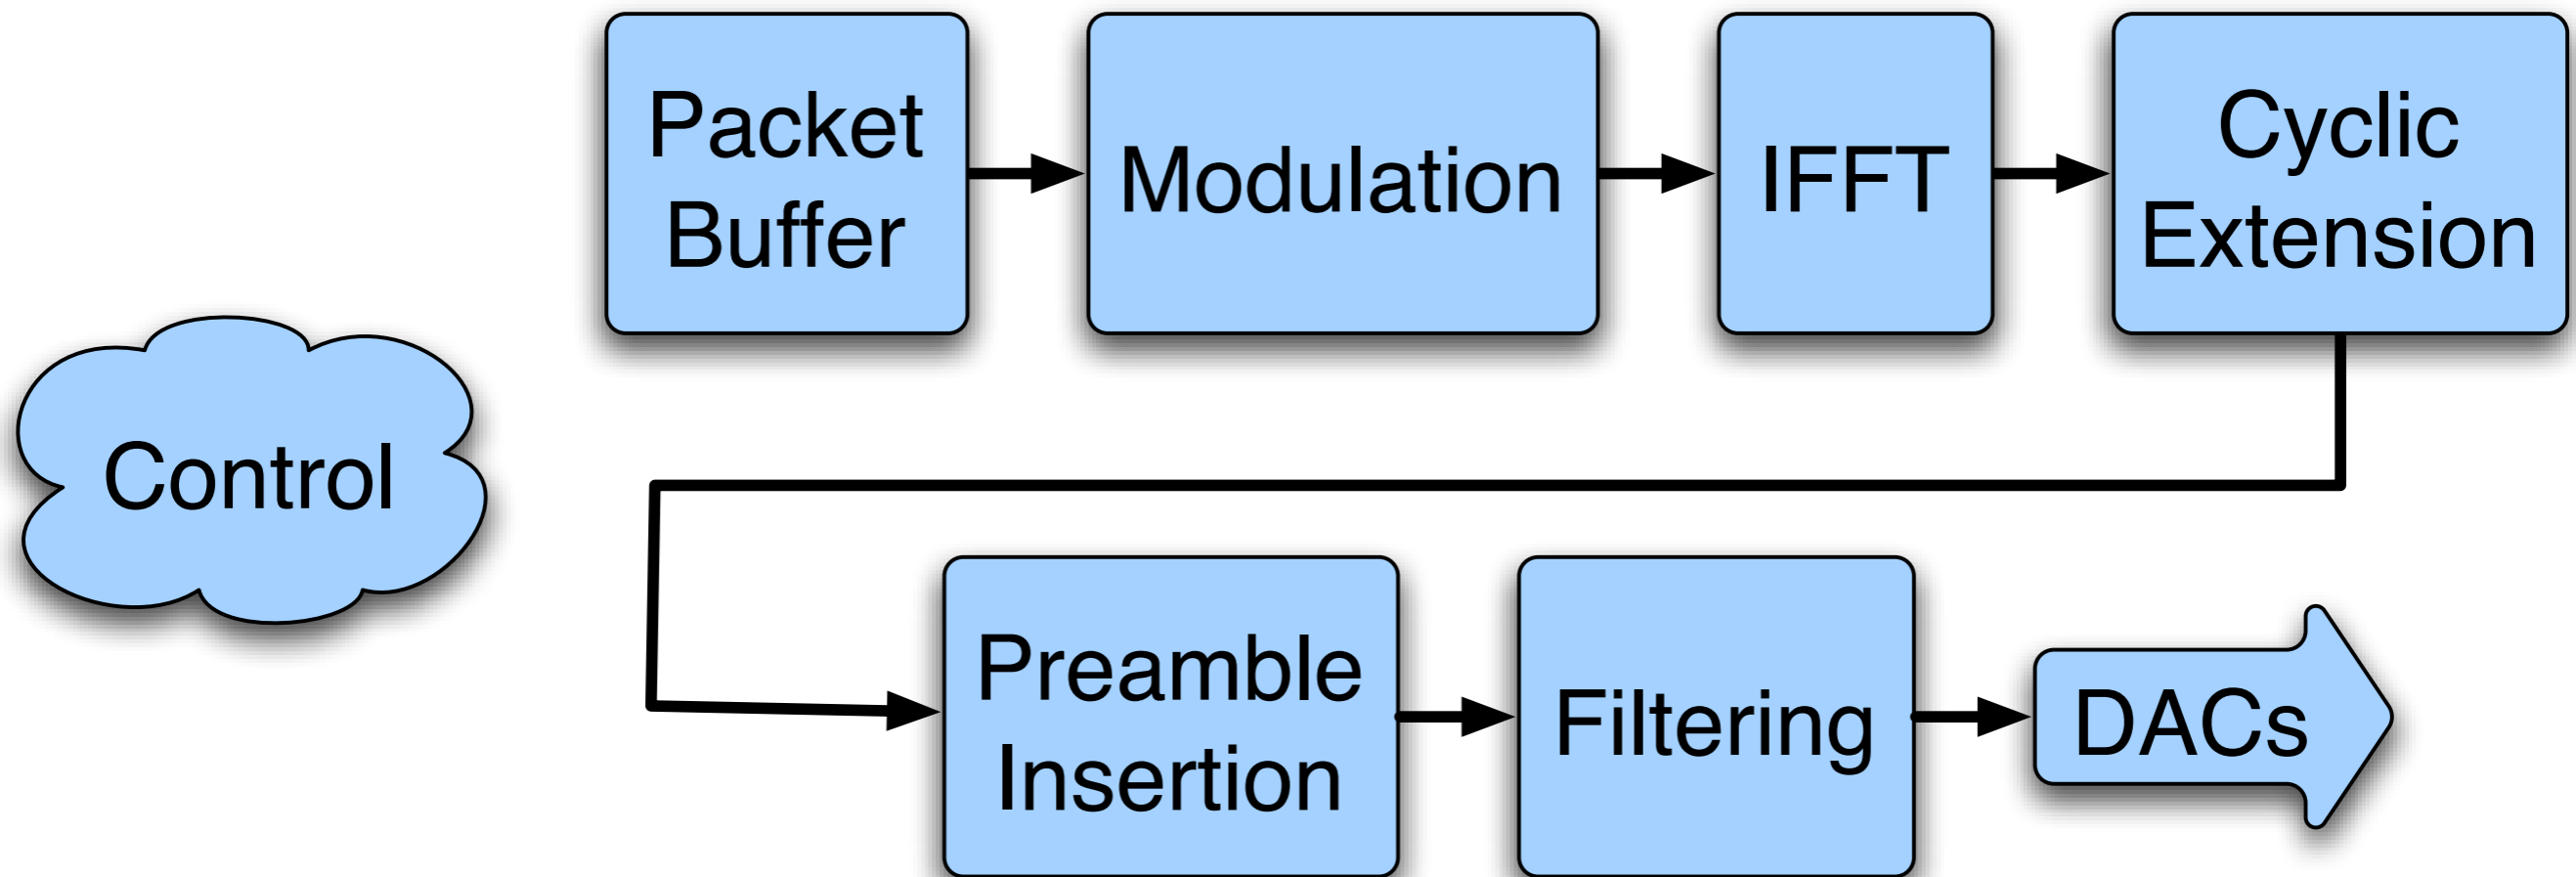 Packet
Buffer
Modulation
IFFT
Cyclic
Extension
Control
Preamble
Insertion
Filtering
DACs